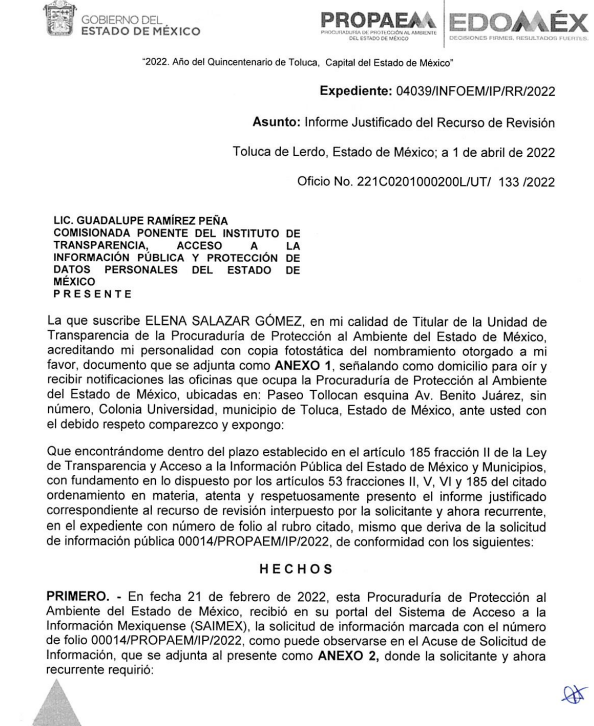 GOBIERNO DEL
ESTADO DE MÉXICO
PROPAEM
PROCURADURÍA DE PROTECCIÓN AL AMBIENTE
DEL ESTADO DE MÉXICO
EDOMÉX
DECISIONES FIRMES, RESULTADOS FUERTES.
“2022. Año del Quincentenario de Toluca, Capital del Estado de México”
Expediente: 04039/INFOEM/IP/RR/2022
Asunto: Informe Justificado del Recurso de Revisión
Toluca de Lerdo, Estado de México; a 1 de abril de 2022
Oficio No. 221C0201000200L/UT/ 133 /2022
LIC. GUADALUPE RAMÍREZ PEÑA
COMISIONADA PONENTE DEL INSTITUTO DE
TRANSPARENCIA, ACCESO A LA
INFORMACIÓN PÚBLICA Y PROTECCIÓN DE
DATOS PERSONALES DEL ESTADO DE
MÉXICO
P R E S E N T E
La que suscribe ELENA SALAZAR GÓMEZ, en mi calidad de Titular de la Unidad de
Transparencia de la Procuraduría de Protección al Ambiente del Estado de México,
acreditando mi personalidad con copia fotostática del nombramiento otorgado a mi
favor, documento que se adjunta como ANEXO 1, señalando como domicilio para oír y
recibir notificaciones las oficinas que ocupa la Procuraduría de Protección al Ambiente
del Estado de México, ubicadas en: Paseo Tollocan esquina Av. Benito Juárez, sin
número, Colonia Universidad, municipio de Toluca, Estado de México, ante usted con
el debido respeto comparezco y expongo:
Que encontrándome dentro del plazo establecido en el artículo 185 fracción II de la Ley
de Transparencia y Acceso a la Información Pública del Estado de México y Municipios,
con fundamento en lo dispuesto por los artículos 53 fracciones II, V, VI y 185 del citado
ordenamiento en materia, atenta y respetuosamente presento el informe justificado
correspondiente al recurso de revisión interpuesto por la solicitante y ahora recurrente,
en el expediente con número de folio al rubro citado, mismo que deriva de la solicitud
de información pública 00014/PROPAEM/IP/2022, de conformidad con los siguientes:
H E C H O S
PRIMERO. - En fecha 21 de febrero de 2022, esta Procuraduría de Protección al
Ambiente del Estado de México, recibió en su portal del Sistema de Acceso a la
Información Mexiquense (SAIMEX), la solicitud de información marcada con el número
de folio 00014/PROPAEM/IP/2022, como puede observarse en el Acuse de Solicitud de
Información, que se adjunta al presente como ANEXO 2, donde la solicitante y ahora
recurrente requirió: